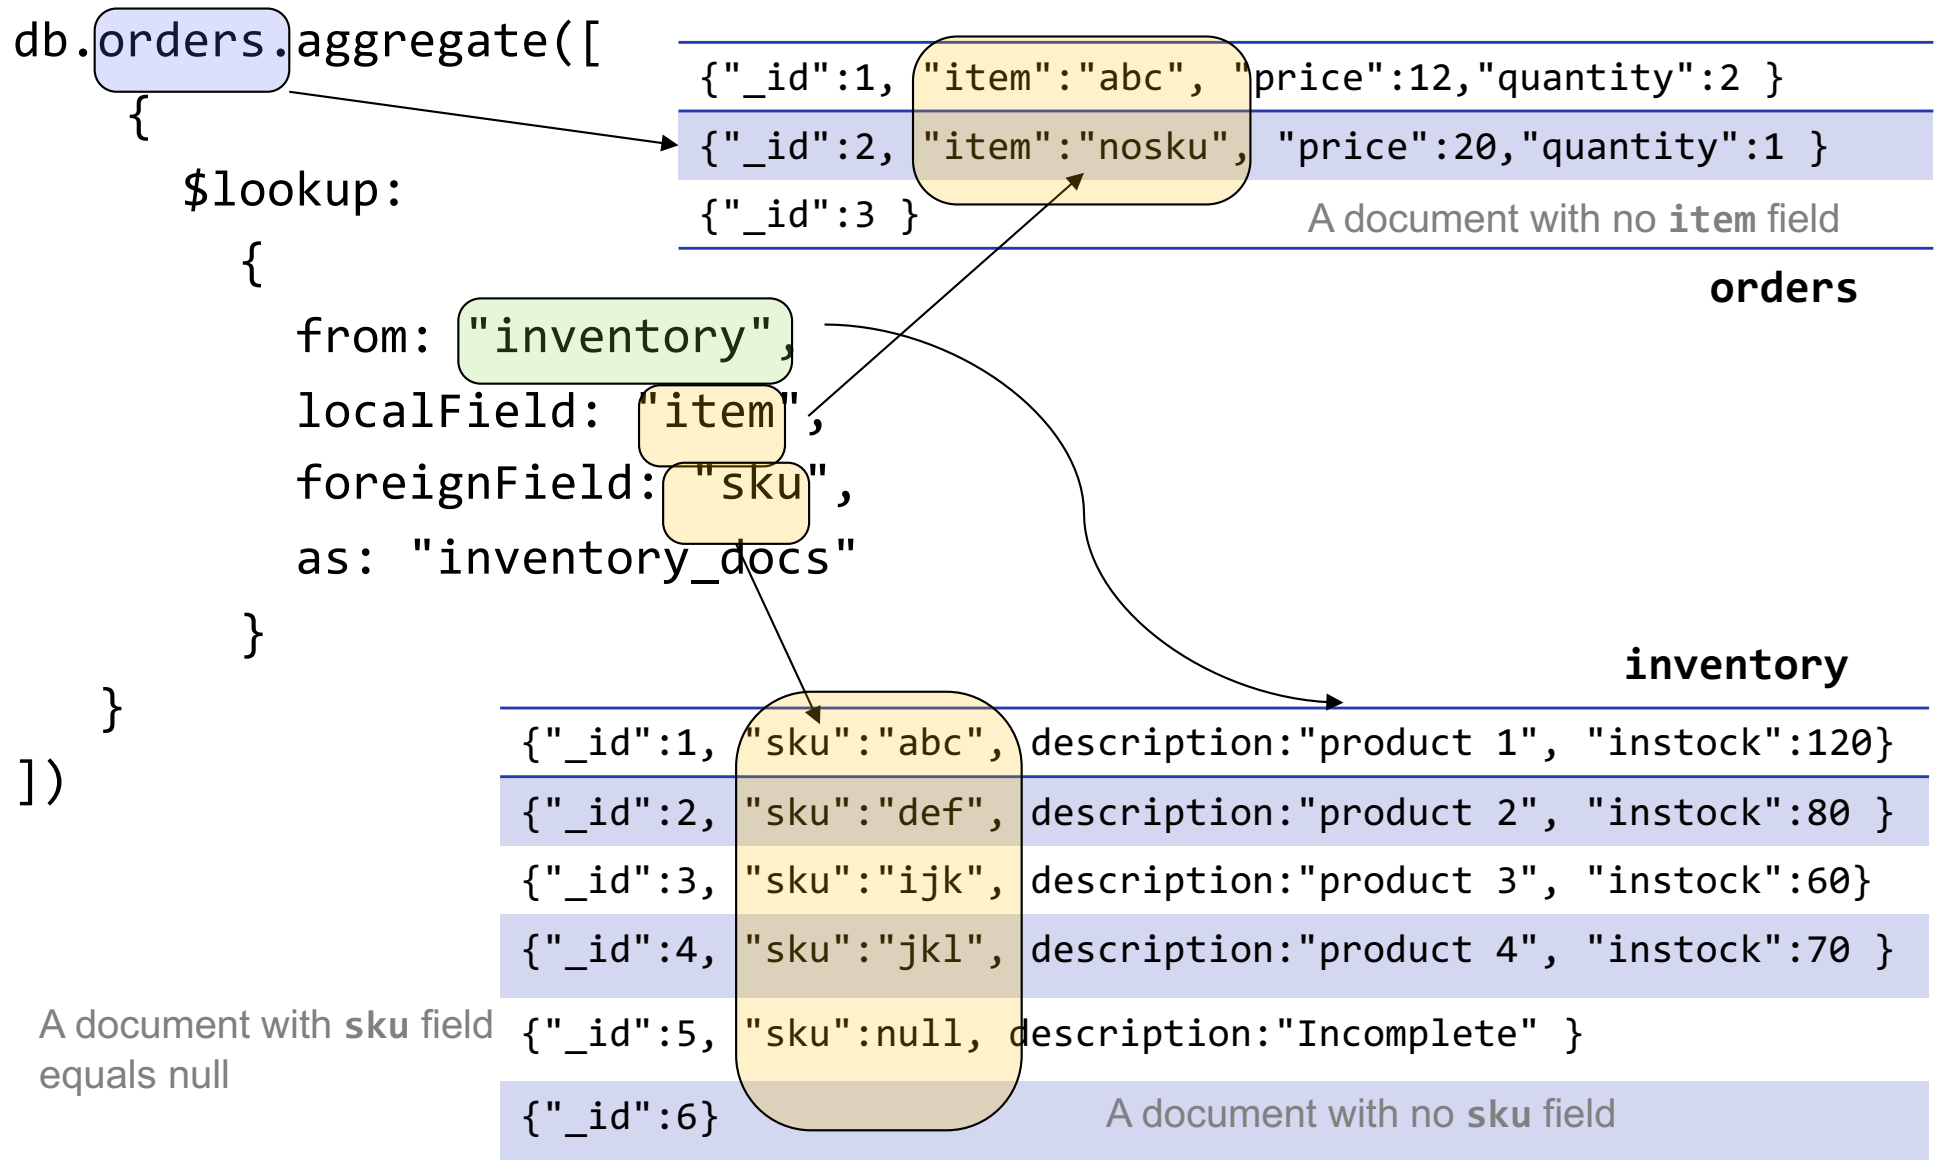 db.orders.aggregate([
{
$lookup:
{
from: "inventory",
localField: "item",
foreignField: "sku",
as: "inventory_docs"
}
}
])
{"_id":1, "item":"abc", "price":12,"quantity":2 }
{"_id":2, "item":"nosku", "price":20,"quantity":1 }
{"_id":3 }
A document with no item field
orders
inventory
{"_id":1, "sku":"abc", description:"product 1", "instock":120}
{"_id":2, "sku":"def", description:"product 2", "instock":80 }
{"_id":3, "sku":"ijk", description:"product 3", "instock":60}
{"_id":4, "sku":"jkl", description:"product 4", "instock":70 }
{"_id":5, "sku":null, description:"Incomplete" }
{"_id":6}
A document with sku field
equals null
A document with no sku field